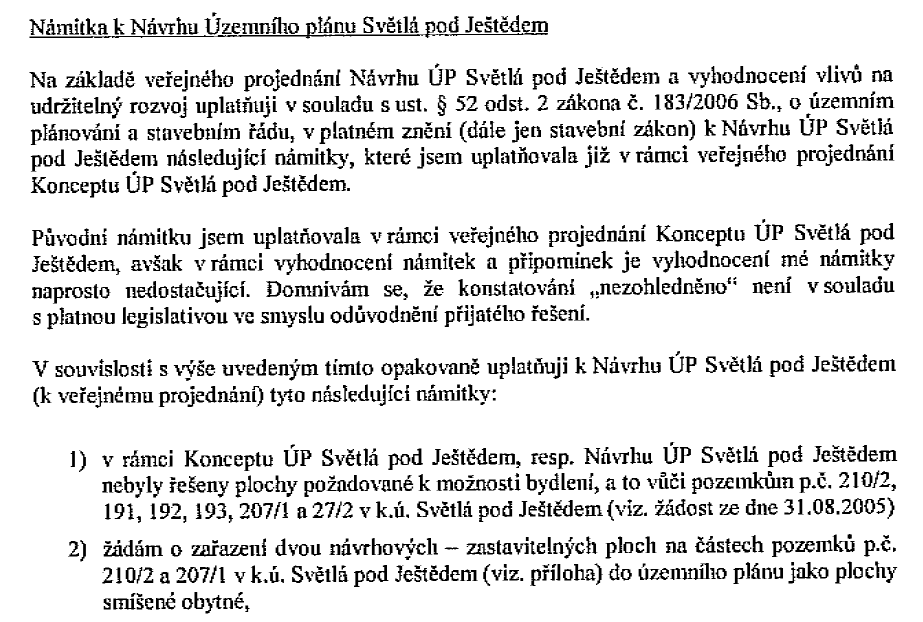 Námitka k Návrhu Územního plánu Světlá pod Ještědem
Na základě veřejného projednání Návrhu ÚP Světlá pod Ještědem a vyhodnocení vlivů na
udržitelný rozvoj uplatňuji v souladu s ust. § 52 odst. 2 zákona č. 183/2006 Sb., o územním
plánování a stavebním řádu, v platném znění (dále jen stavební zákon) k Návrhu ÚP Světlá
pod Ještědem následující námitky, které jsem uplatňovala již v rámci veřejného projednání
Konceptu ÚP Světlá pod Ještědem.
Původní námitku jsem uplatňovala v rámci veřejného projednání Konceptu ÚP Světlá pod
Ještědem, avšak v rámci vyhodnocení námitek a připomínek je vyhodnocení mé námitky
naprosto nedostačující. Domnívám se, že konstatování „nezohledněno“ není v souladu
s platnou legislativou ve smyslu odůvodnění přijatého řešení.
V souvislosti s výše uvedeným tímto opakovaně uplatňuji k Návrhu ÚP Světlá pod Ještědem
(k veřejnému projednání) tyto následující námitky:
1) v rámci Konceptu ÚP Světlá pod Ještědem, resp. Návrhu ÚP Světlá pod Ještědem
nebyly řešeny plochy požadované k možnosti bydlení, a to vůči pozemkům p.č. 210/2,
191, 192, 193, 207/1 a 27/2 v k.ú. Světlá pod Ještědem (viz. žádost ze dne 31.08.2005)
2) žádám o zařazení dvou návrhových – zastavitelných ploch na částech pozemků p.č.
210/2 a 207/1 v k.ú. Světlá pod Ještědem (viz. příloha) do územního plánu jako plochy
smíšené obytné,